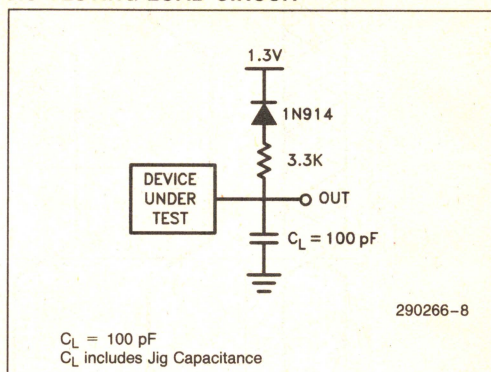 1.3V
1N914
3.3K
DEVICE
UNDER
TEST
OUT
C_L = 100 pF
290266-8
C_L = 100 pF
C_L includes Jig Capacitance